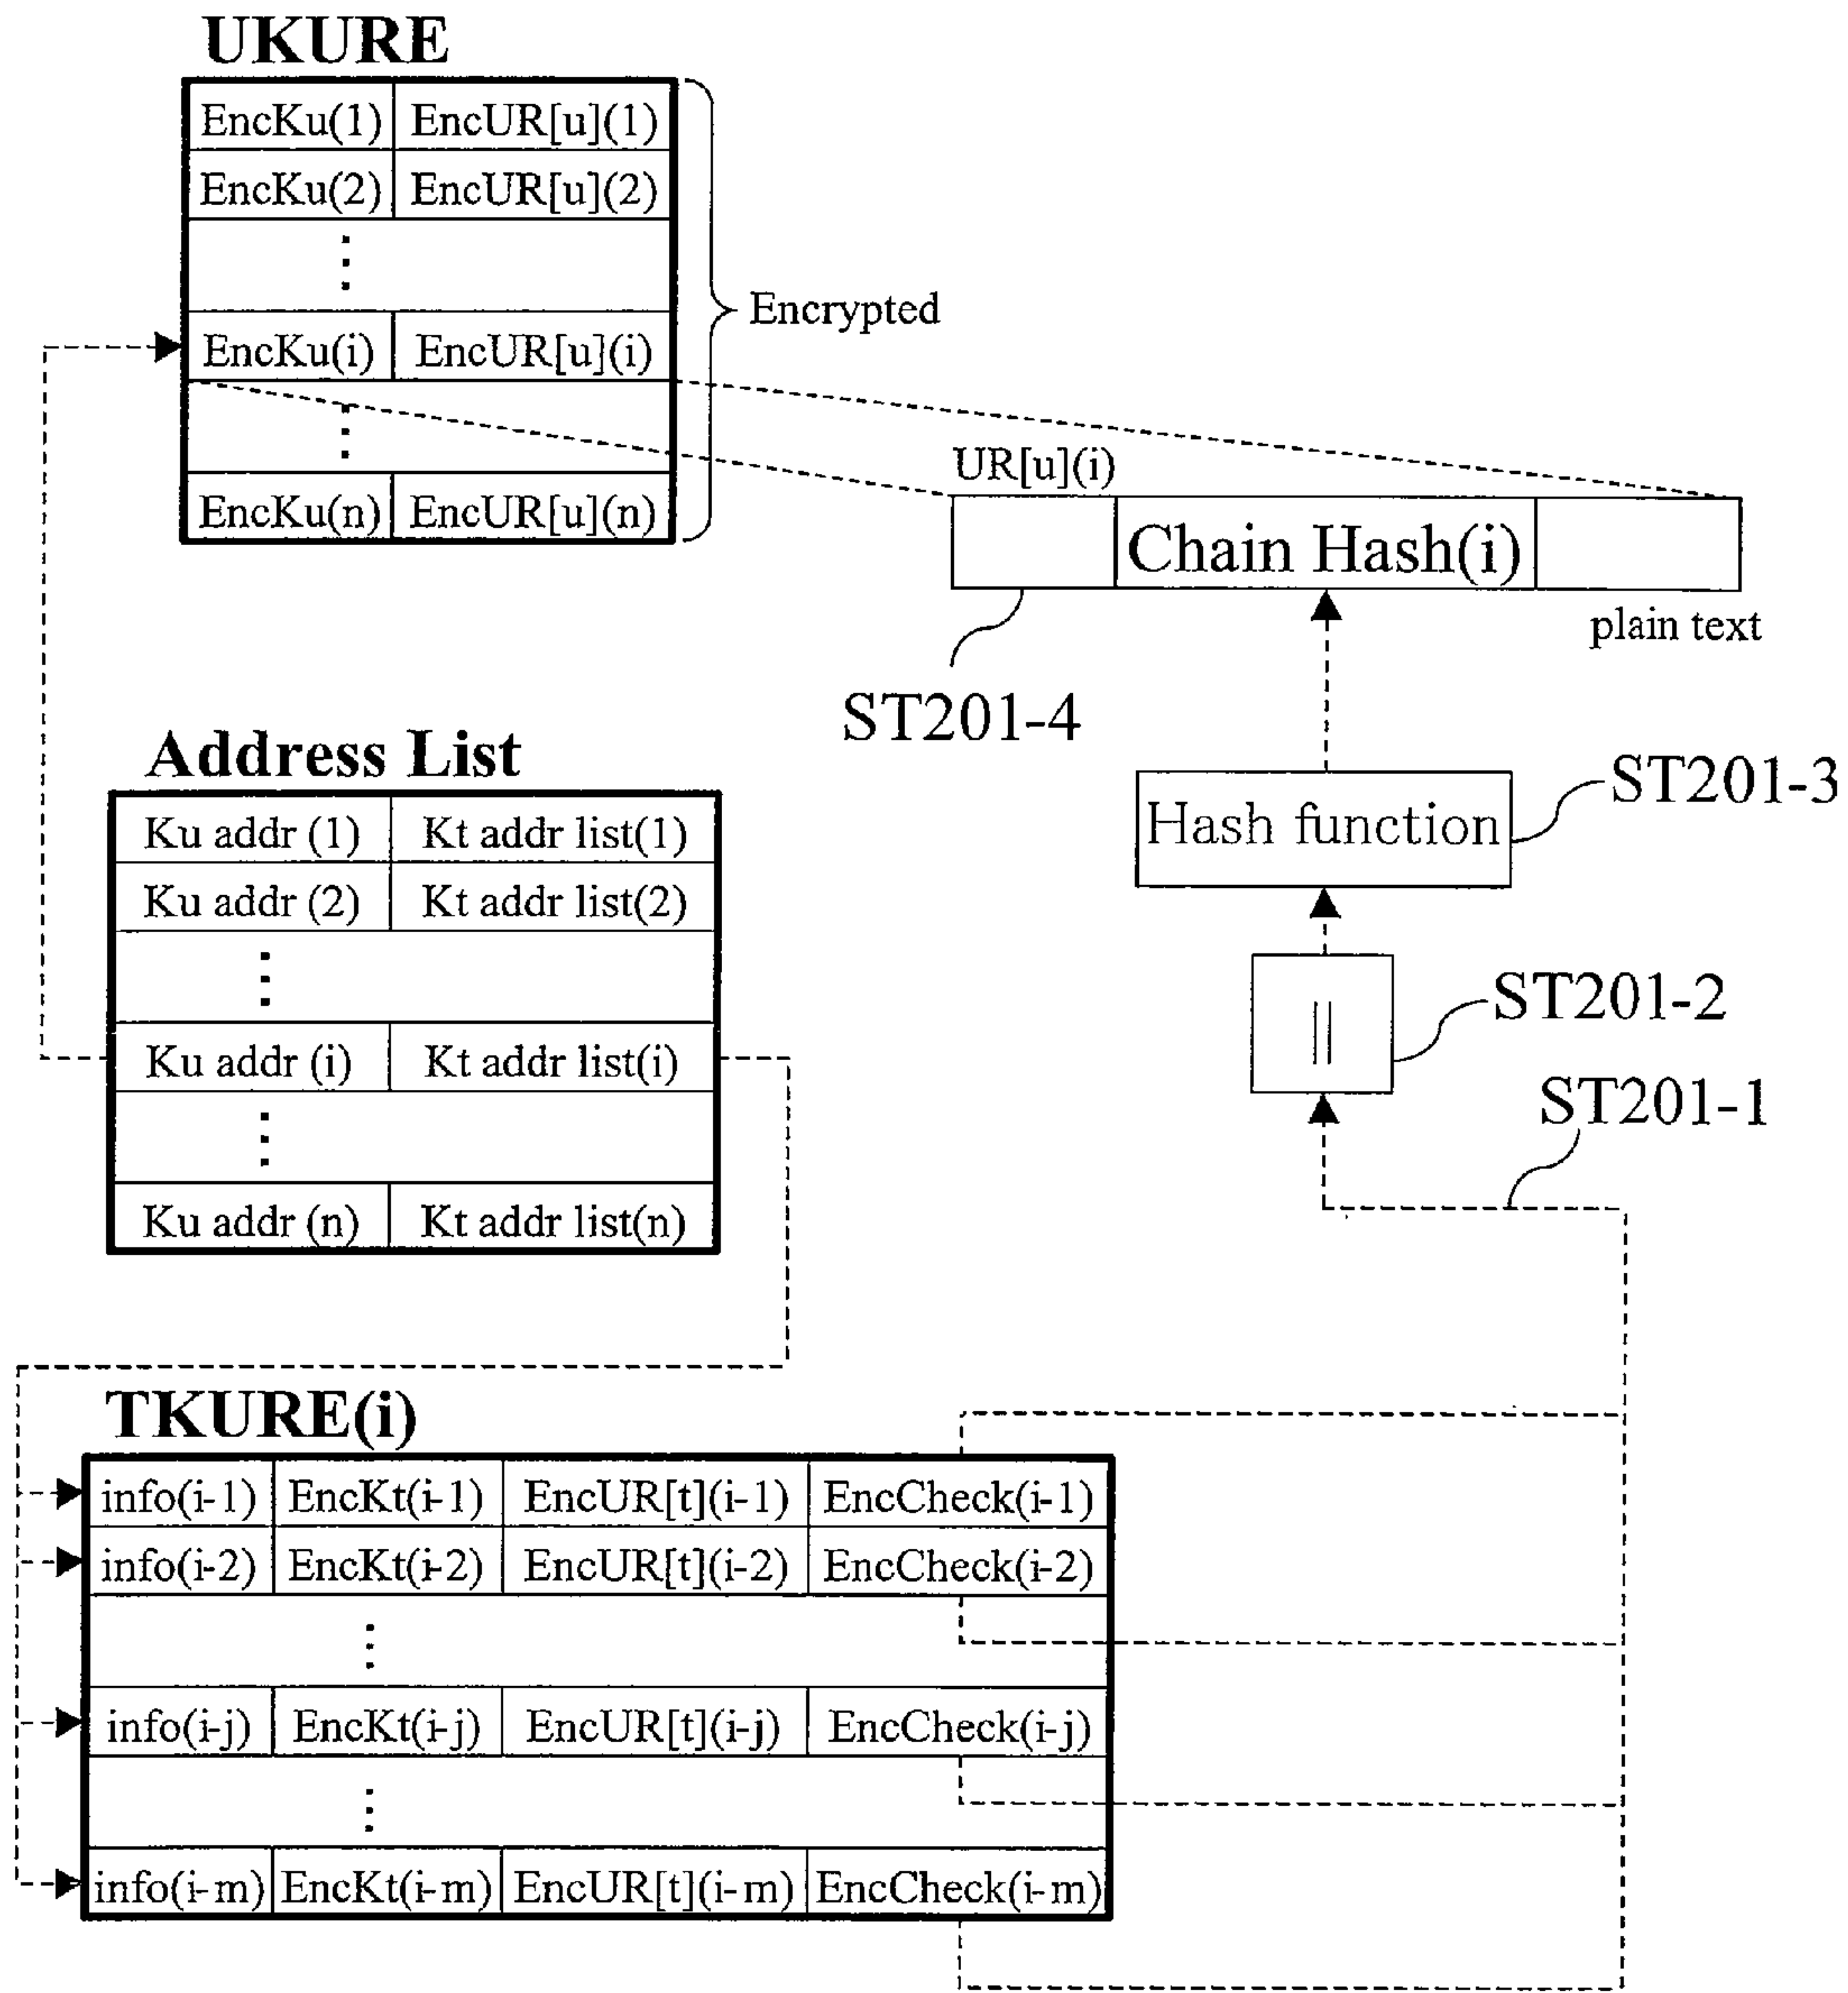 UKURE
EncKu(1) EncUR[u](1)
EncKu(2) EncUR[u](2)
Encrypted
EncKu(i) EncUR[u](i)
EncKu(n) EncUR[u](n)
UR[u](i)
Chain Hash(i)
plain text
ST201-4
Hash function
ST201-3
||
ST201-2
ST201-1
Address List
Ku addr (1) Kt addr list(1)
Ku addr (2) Kt addr list(2)
Ku addr (i) Kt addr list(i)
Ku addr (n) Kt addr list(n)
TKURE(i)
info(i-1) EncKt(i-1) EncUR[t](i-1) EncCheck(i-1)
info(i-2) EncKt(i-2) EncUR[t](i-2) EncCheck(i-2)
info(i-j) EncKt(i-j) EncUR[t](i-j) EncCheck(i-j)
info(i-m) EncKt(i-m) EncUR[t](i-m) EncCheck(i-m)